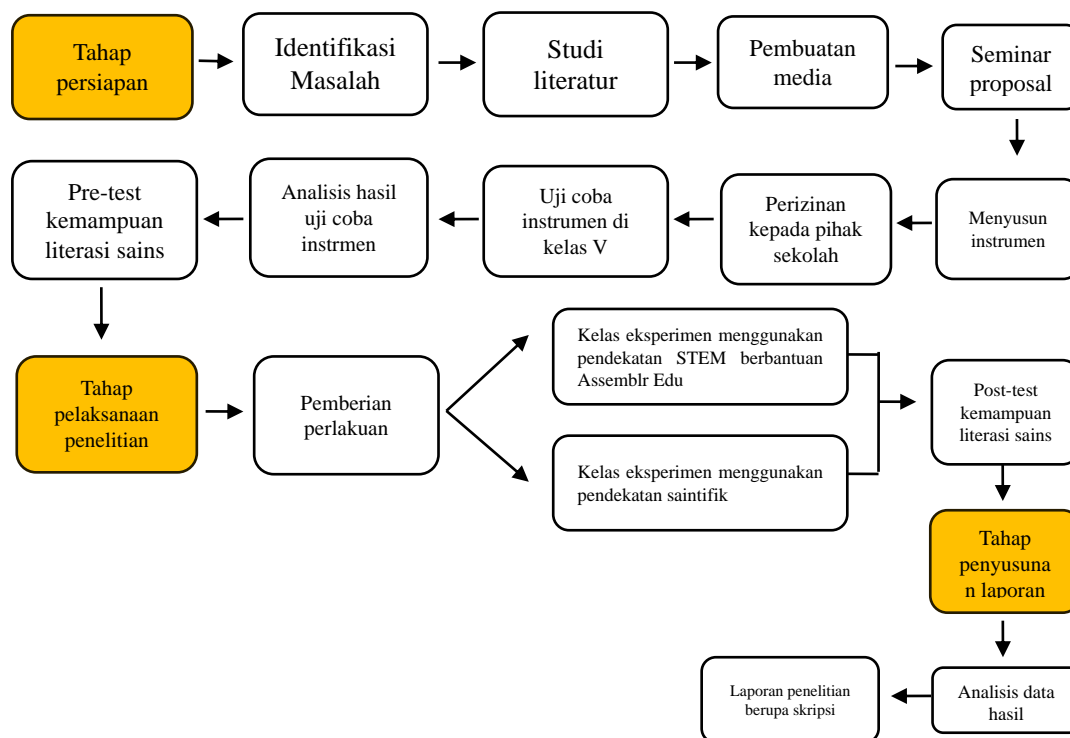 Tahap
persiapan
Identifikasi
Masalah
Studi
literatur
Pembuatan
media
Seminar
proposal
Menyusun
instrumen
Perizinan
kepada pihak
sekolah
Uji coba
instrumen di
kelas V
Analisis hasil
uji coba
instrmen
Pre-test
kemampuan
literasi sains
Tahap
pelaksanaan
penelitian
Pemberian
perlakuan
Kelas eksperimen menggunakan
pendekatan STEM berbantuan
Assemblr Edu
Kelas eksperimen menggunakan
pendekatan saintifik
Post-test
kemampuan
literasi sains
Tahap
penyusuna
n laporan
Analisis data
hasil
Laporan penelitian
berupa skripsi